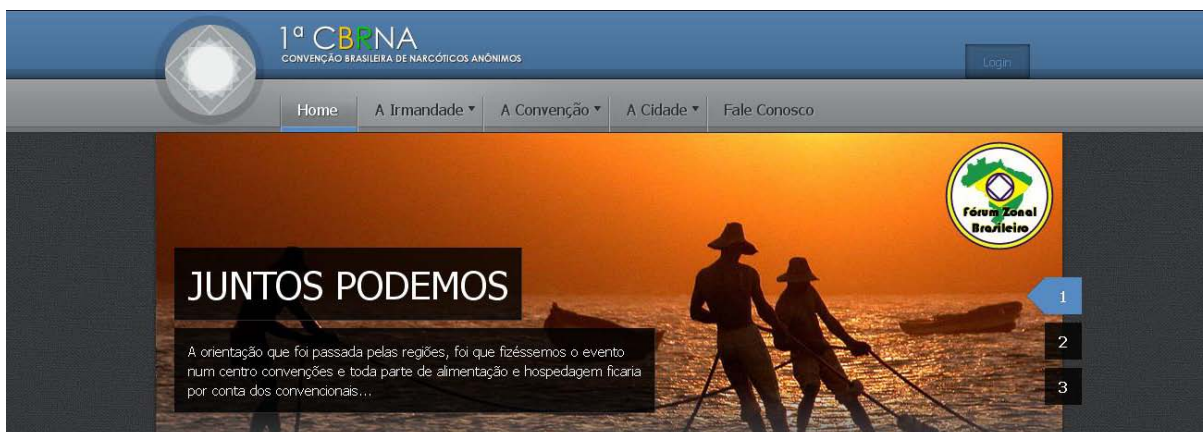 1ª CBRNA
CONVENÇÃO BRASILEIRA DE NARCÓTICOS ANÔNIMOS
Login
Home A Irmandade A Convenção A Cidade Fale Conosco
Fórum Zonal
Brasileiro
JUNTOS PODEMOS
A orientação que foi passada pelas regiões, foi que fizéssemos o evento
num centro convenções e toda parte de alimentação e hospedagem ficaria
por conta dos convencionais...
1
2
3